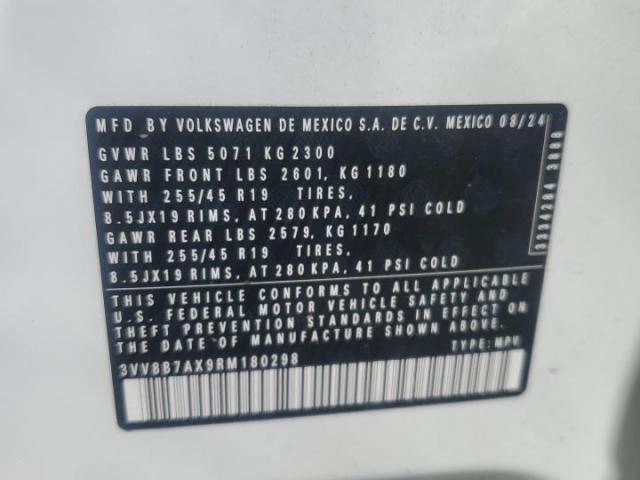 MFD BY VOLKSWAGEN DE MEXICO S.A. DE C.V. MEXICO 08/24
GVWR LBS 5071 KG 2300
GAWR FRONT LBS 2601, KG 1180
WITH 255/45 R19 TIRES,
8.5JX19 RIMS, AT 280 KPA, 41 PSI COLD
GAWR REAR LBS 2579, KG 1170
WITH 255/45 R19 TIRES,
8.5JX19 RIMS, AT 280 KPA, 41 PSI COLD
THIS VEHICLE CONFORMS TO ALL APPLICABLE
U.S. FEDERAL MOTOR VEHICLE SAFETY AND
THEFT PREVENTION STANDARDS IN EFFECT ON
THE DATE OF MANUFACTURE SHOWN ABOVE.
3VV8B7AX9RM180298 TYPE: MPV
3334284